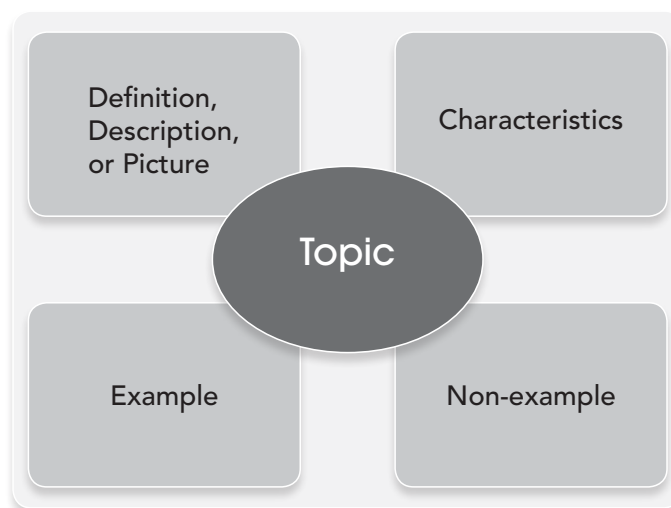 Definition,
Description,
or Picture
Characteristics
Topic
Example
Non-example